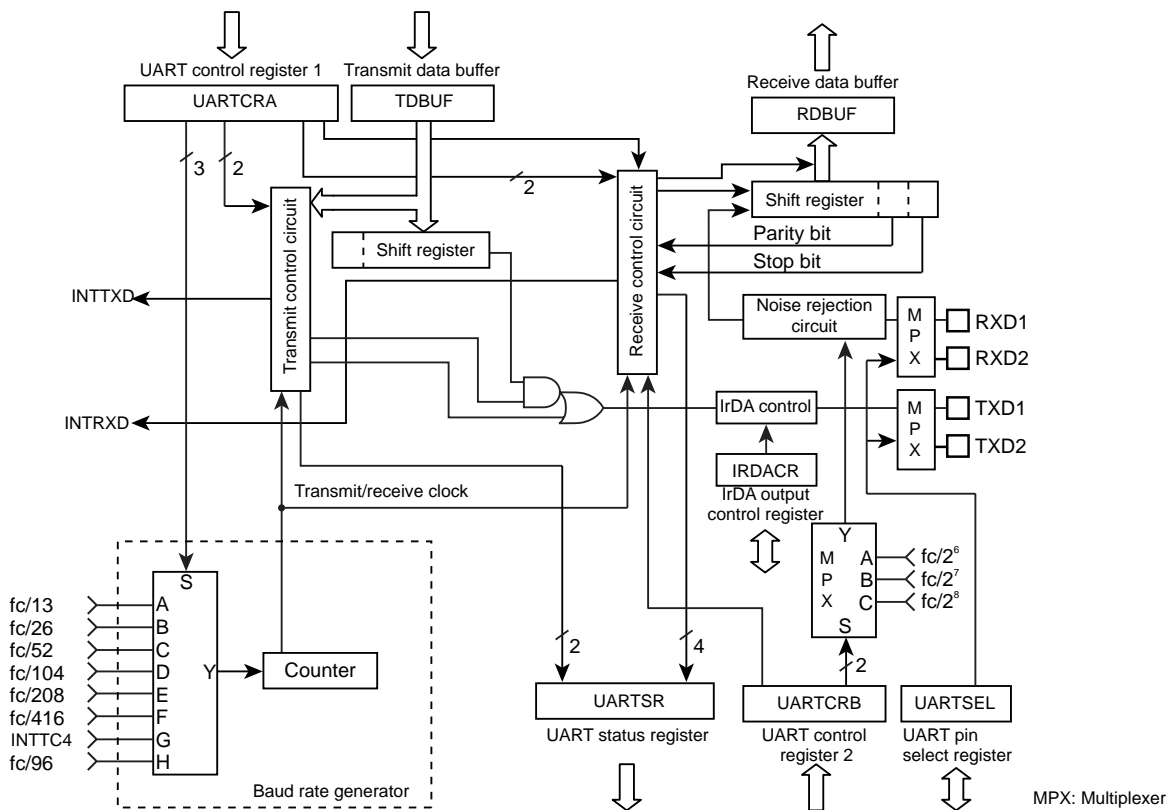 UART control register 1
Transmit data buffer
Receive data buffer
UARTCRA
TDBUF
RDBUF
3
2
2
Transmit control circuit
Receive control circuit
Shift register
Shift register
Parity bit
Stop bit
INTTXD
Noise rejection
circuit
M
P
X
RXD1
RXD2
INTRXD
IrDA control
M
P
X
TXD1
TXD2
IRDACR
IrDA output
control register
Transmit/receive clock
Y
M
P
X
A
B
C
S
fc/2⁶
fc/2⁷
fc/2⁸
S
fc/13
fc/26
fc/52
fc/104
fc/208
fc/416
INTTC4
fc/96
A
B
C
D
E
F
G
H
Y
Counter
Baud rate generator
2
4
2
UARTSR
UART status register
UARTCRB
UART control
register 2
UARTSEL
UART pin
select register
MPX: Multiplexer